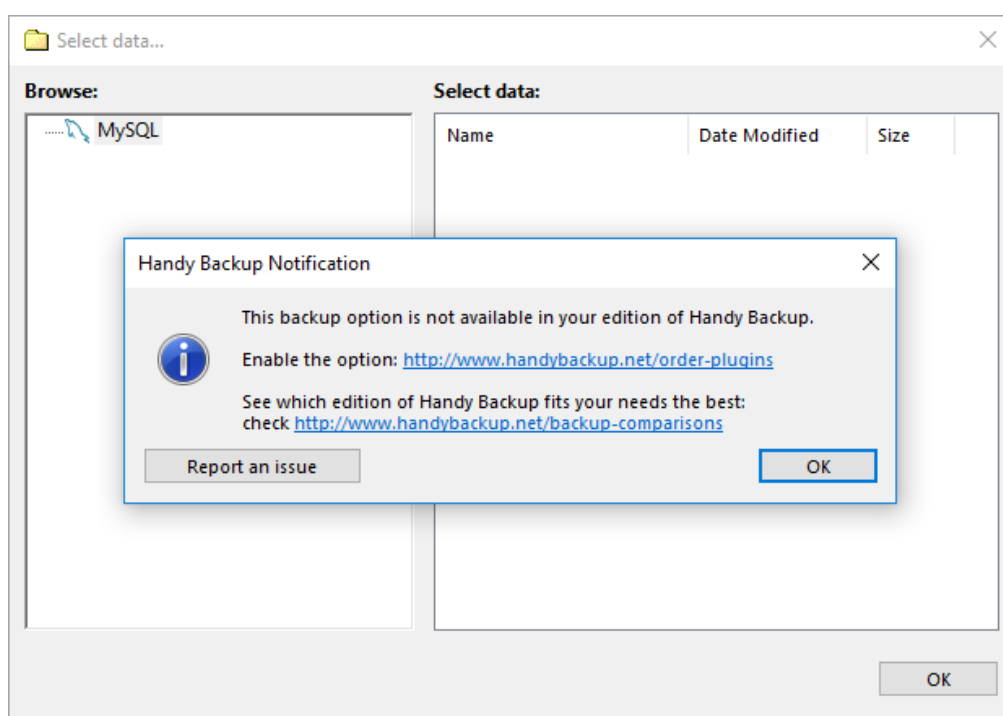 Select data...
Browse:
Select data:
MySQL
Name Date Modified Size
Handy Backup Notification
This backup option is not available in your edition of Handy Backup.
Enable the option: http://www.handybackup.net/order-plugins
See which edition of Handy Backup fits your needs the best:
check http://www.handybackup.net/backup-comparisons
Report an issue
OK
OK